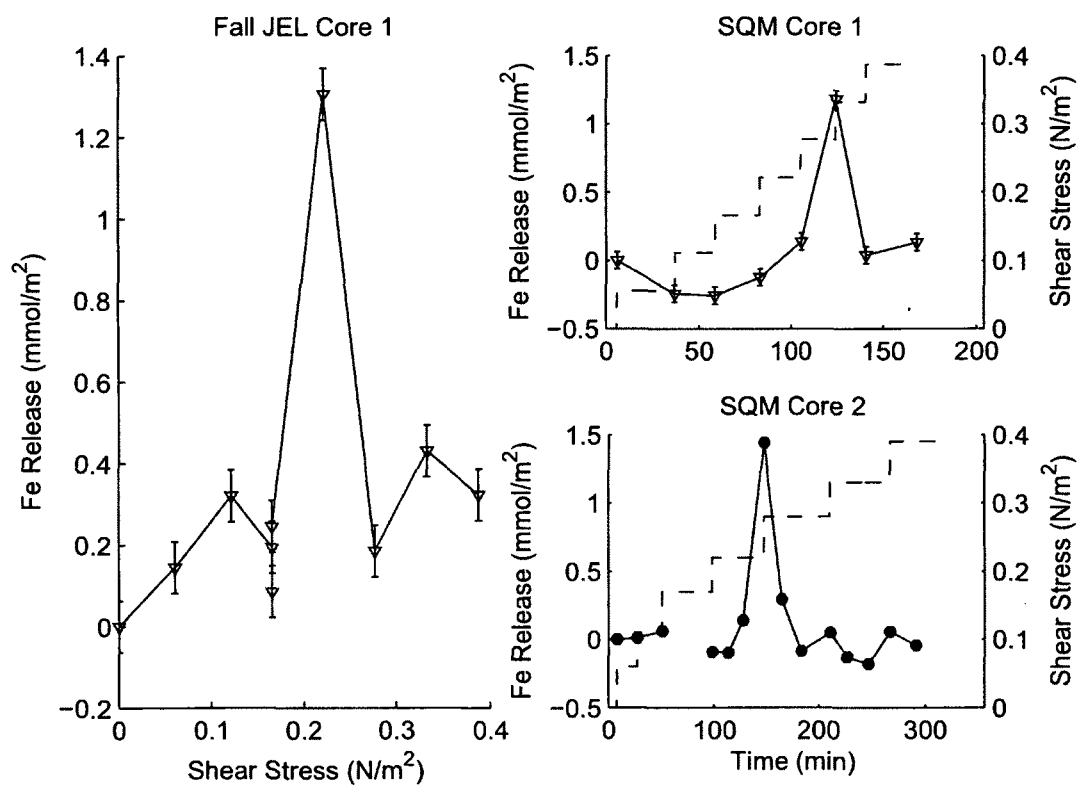 Fall JEL Core 1
1.4
1.2
1
0.8
0.6
0.4
0.2
0
−0.2
Fe Release (mmol/m²)
0 0.1 0.2 0.3 0.4
Shear Stress (N/m²)
SQM Core 1
1.5
1
0.5
0
−0.5
Fe Release (mmol/m²)
0.4
0.3
0.2
0.1
0
Shear Stress (N/m²)
0 50 100 150 200
SQM Core 2
1.5
1
0.5
0
−0.5
Fe Release (mmol/m²)
0.4
0.3
0.2
0.1
0
Shear Stress (N/m²)
0 100 200 300
Time (min)